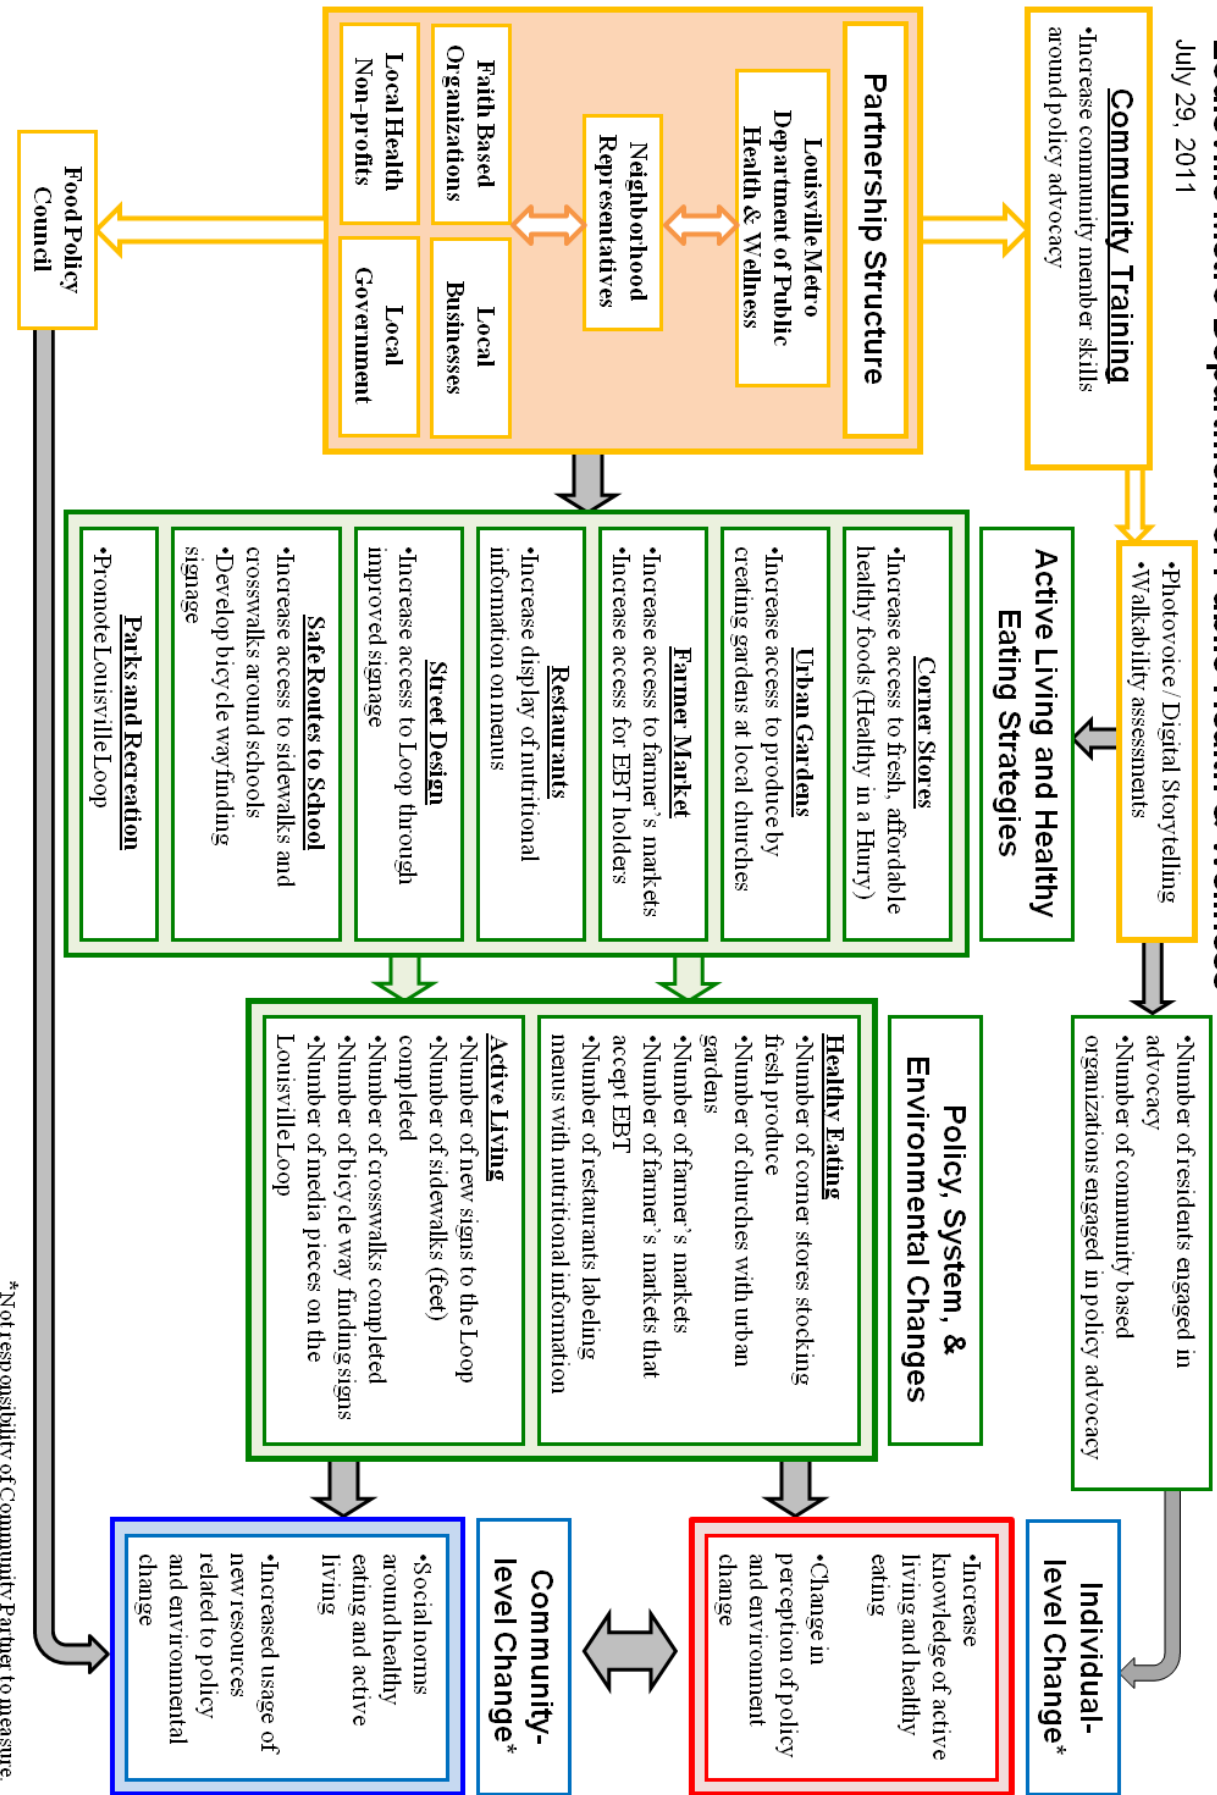 July 29, 2011
Community Training
•Increase community member skills
around policy advocacy
•Photovoice / Digital Storytelling
•Walkability assessments
•Number of residents engaged in
advocacy
•Number of community based
organizations engaged in policy advocacy
Partnership Structure
Louisville Metro
Department of Public
Health & Wellness
Neighborhood
Representatives
Faith Based
Organizations
Local
Businesses
Local Health
Non-profits
Local
Government
Food Policy
Council
Active Living and Healthy
Eating Strategies
Corner Stores
•Increase access to fresh, affordable
healthy foods (Healthy in a Hurry)
Urban Gardens
•Increase access to produce by
creating gardens at local churches
Farmer Market
•Increase access to farmer's markets
•Increase access for EBT holders
Restaurants
•Increase display of nutritional
information on menus
Street Design
•Increase access to Loop through
improved signage
Safe Routes to School
•Increase access to sidewalks and
crosswalks around schools
•Develop bicycle wayfinding
signage
Parks and Recreation
•Promote Louisville Loop
Policy, System, &
Environmental Changes
Healthy Eating
•Number of corner stores stocking
fresh produce
•Number of churches with urban
gardens
•Number of farmer's markets
•Number of farmer's markets that
accept EBT
•Number of restaurants labeling
menus with nutritional information
Active Living
•Number of new signs to the Loop
•Number of sidewalks (feet)
completed
•Number of crosswalks completed
•Number of bicycle way finding signs
•Number of media pieces on the
Louisville Loop
Individual-
level Change*
•Increase
knowledge of active
living and healthy
eating
•Change in
perception of policy
and environment
change
Community-
level Change*
•Social norms
around healthy
eating and active
living
•Increased usage of
new resources
related to policy
and environmental
change
*Not responsibility of Community Partner to measure.